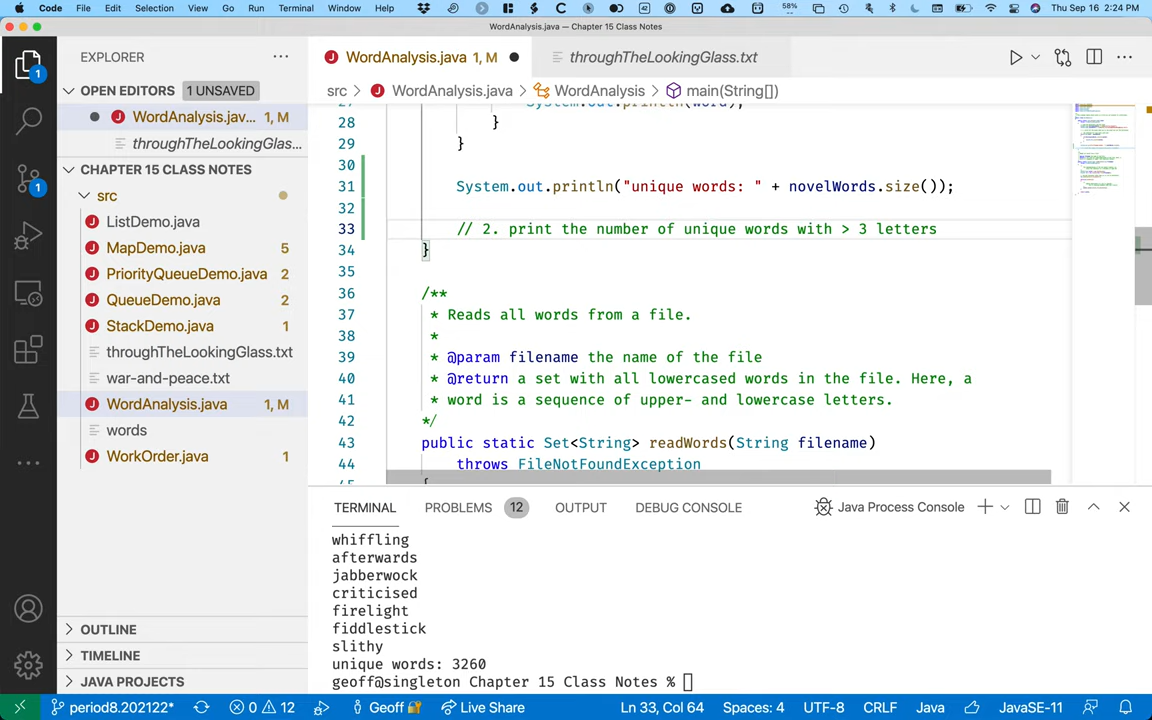 Code File Edit Selection View Go Run Terminal Window Help 58% Thu Sep 16 2:24 PM
WordAnalysis.java — Chapter 15 Class Notes
EXPLORER
WordAnalysis.java 1, M
throughTheLookingGlass.txt
OPEN EDITORS 1 UNSAVED
src > WordAnalysis.java > WordAnalysis > main(String[])
WordAnalysis.jav... 1, M
throughTheLookingGlas...
CHAPTER 15 CLASS NOTES
src
ListDemo.java
MapDemo.java 5
PriorityQueueDemo.java 2
QueueDemo.java 2
StackDemo.java 1
throughTheLookingGlass.txt
war-and-peace.txt
WordAnalysis.java 1, M
words
WorkOrder.java 1
OUTLINE
TIMELINE
JAVA PROJECTS
27 System.out.println(word);
28 }
29 }
30
31 System.out.println("unique words: " + novelWords.size());
32
33 // 2. print the number of unique words with > 3 letters
34 }
35
36 /**
37 * Reads all words from a file.
38 *
39 * @param filename the name of the file
40 * @return a set with all lowercased words in the file. Here, a
41 * word is a sequence of upper- and lowercase letters.
42 */
43 public static Set<String> readWords(String filename)
44 throws FileNotFoundException
45 {
TERMINAL PROBLEMS 12 OUTPUT DEBUG CONSOLE Java Process Console
whiffling
afterwards
jabberwock
criticised
firelight
fiddlestick
slithy
unique words: 3260
geoff@singleton Chapter 15 Class Notes %
period8.202122* 0 12 Geoff Live Share Ln 33, Col 64 Spaces: 4 UTF-8 CRLF Java JavaSE-11